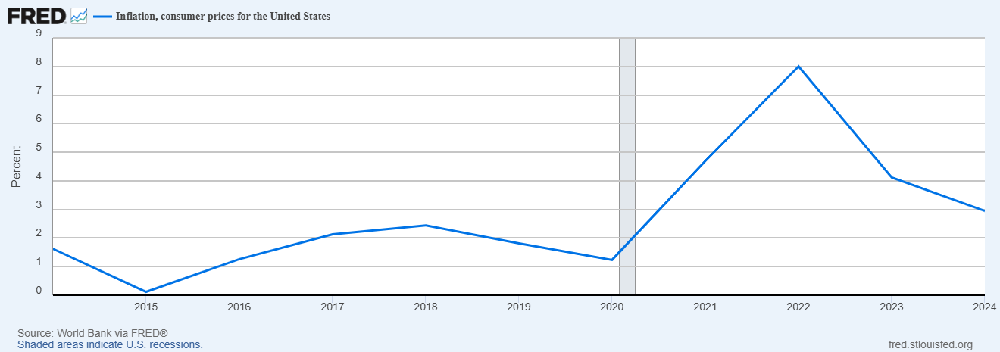 FRED® Inflation, consumer prices for the United States
9
8
7
6
5
4
3
2
1
0
Percent
2015 2016 2017 2018 2019 2020 2021 2022 2023 2024
Source: World Bank via FRED®
Shaded areas indicate U.S. recessions. fred.stlouisfed.org